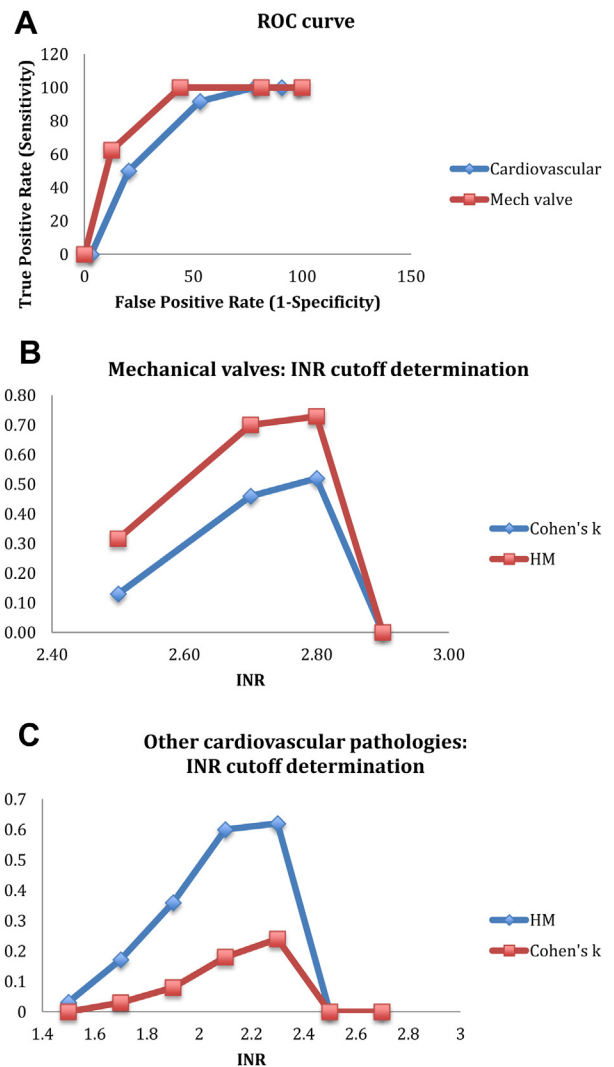 A
ROC curve
True Positive Rate (Sensitivity)
120
100
80
60
40
20
0
0 50 100 150
False Positive Rate (1-Specificity)
Cardiovascular
Mech valve
B
Mechanical valves: INR cutoff determination
0.80
0.70
0.60
0.50
0.40
0.30
0.20
0.10
0.00
2.40 2.60 2.80 3.00
INR
Cohen's k
HM
C
Other cardiovascular pathologies:
INR cutoff determination
0.7
0.6
0.5
0.4
0.3
0.2
0.1
0
1.4 1.6 1.8 2 2.2 2.4 2.6 2.8 3
INR
HM
Cohen's k